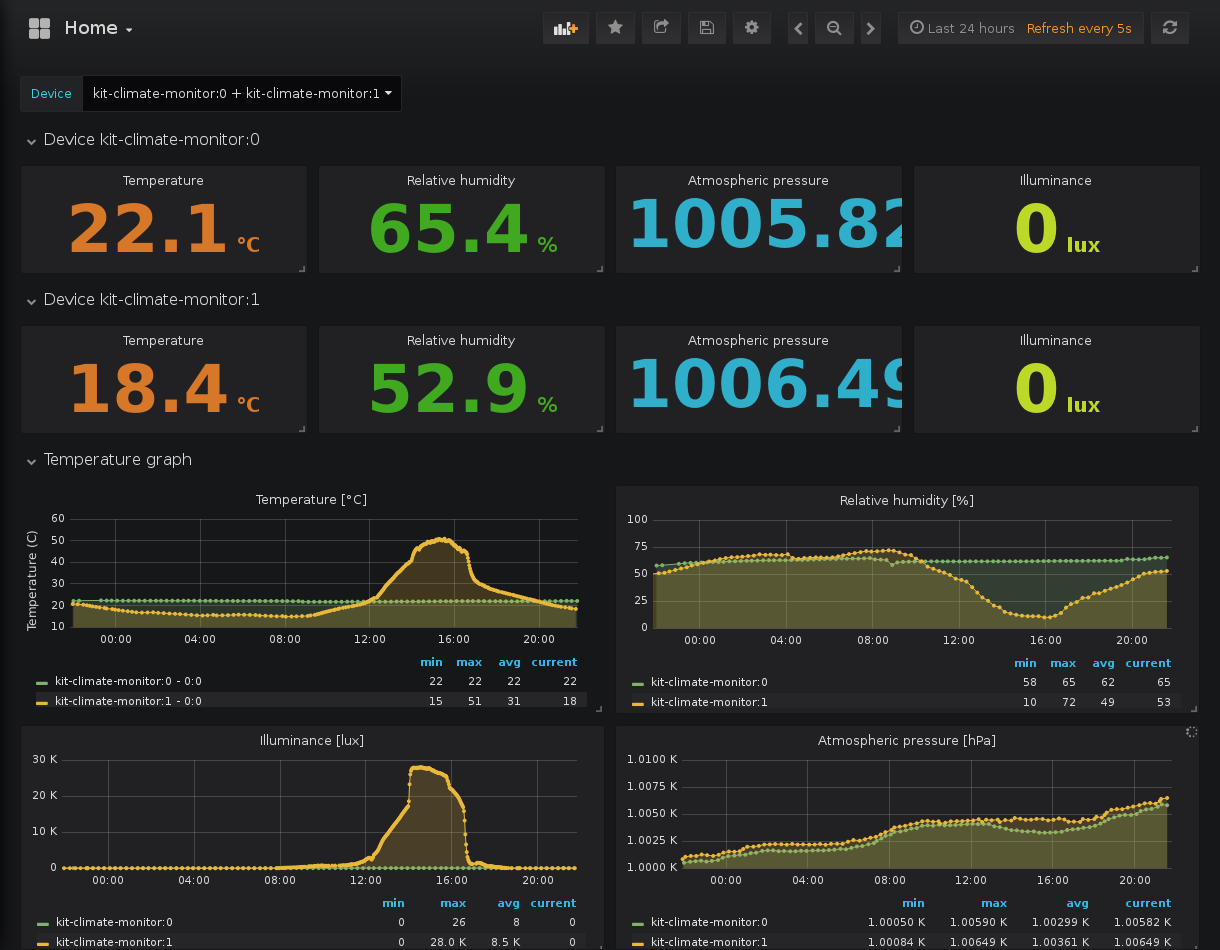 Home
Last 24 hours Refresh every 5s
Device kit-climate-monitor:0 + kit-climate-monitor:1
Device kit-climate-monitor:0
Temperature Relative humidity Atmospheric pressure Illuminance
22.1 °C 65.4 % 1005.82 0 lux
Device kit-climate-monitor:1
Temperature Relative humidity Atmospheric pressure Illuminance
18.4 °C 52.9 % 1006.49 0 lux
Temperature graph
Temperature [°C]
Temperature (C)
60
50
40
30
20
10
00:00 04:00 08:00 12:00 16:00 20:00
min max avg current
kit-climate-monitor:0 - 0:0 22 22 22 22
kit-climate-monitor:1 - 0:0 15 51 31 18
Relative humidity [%]
100
75
50
25
0
00:00 04:00 08:00 12:00 16:00 20:00
min max avg current
kit-climate-monitor:0 58 65 62 65
kit-climate-monitor:1 10 72 49 53
Illuminance [lux]
30 K
20 K
10 K
0
00:00 04:00 08:00 12:00 16:00 20:00
min max avg current
kit-climate-monitor:0 0 26 8 0
kit-climate-monitor:1 0 28.0 K 8.5 K 0
Atmospheric pressure [hPa]
1.0100 K
1.0075 K
1.0050 K
1.0025 K
1.0000 K
00:00 04:00 08:00 12:00 16:00 20:00
min max avg current
kit-climate-monitor:0 1.00050 K 1.00590 K 1.00299 K 1.00582 K
kit-climate-monitor:1 1.00084 K 1.00649 K 1.00361 K 1.00649 K